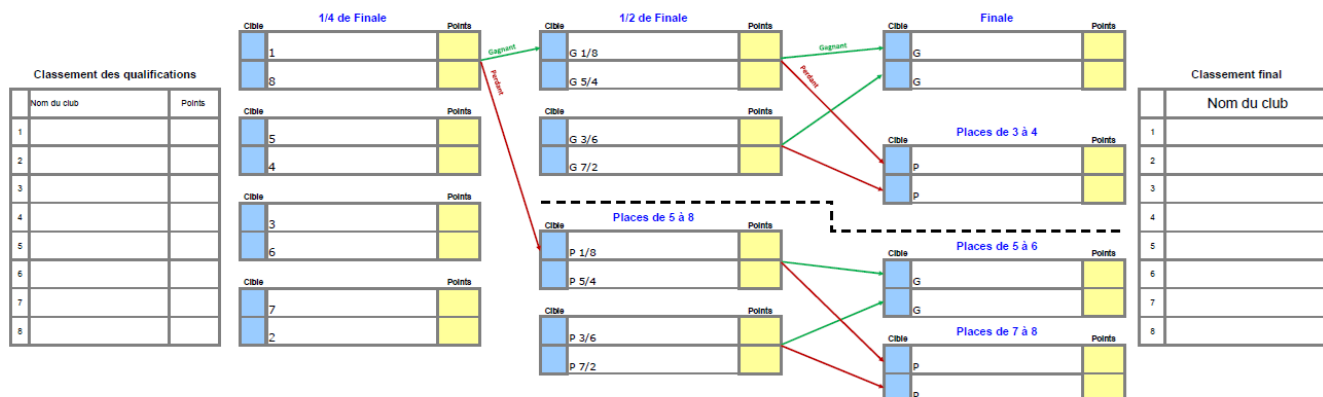 Classement des qualifications
Nom du club Points
1
2
3
4
5
6
7
8
1/4 de Finale
Cible Points
1
8
Gagnant
Perdant
Cible Points
5
4
Cible Points
3
6
Cible Points
7
2
1/2 de Finale
Cible Points
G 1/8
G 5/4
Gagnant
Perdant
Cible Points
G 3/6
G 7/2
Places de 5 à 8
Cible Points
P 1/8
P 5/4
Cible Points
P 3/6
P 7/2
Finale
Cible Points
G
G
Places de 3 à 4
Cible Points
P
P
Places de 5 à 6
Cible Points
G
G
Places de 7 à 8
Cible Points
P
P
Classement final
Nom du club
1
2
3
4
5
6
7
8